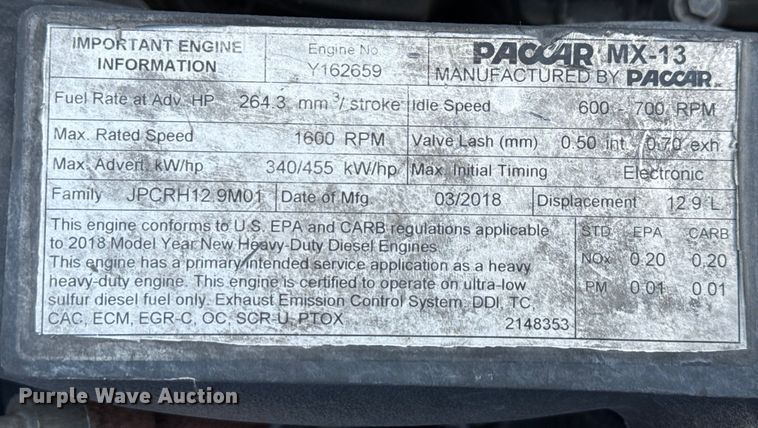 IMPORTANT ENGINE
INFORMATION
Engine No
Y162659
PACCAR MX-13
MANUFACTURED BY PACCAR
Fuel Rate at Adv. HP 264.3 mm³/stroke
Idle Speed 600 - 700 RPM
Max. Rated Speed 1600 RPM
Valve Lash (mm) 0.50 int. 0.70 exh
Max. Advert. kW/hp 340/455 kW/hp
Max. Initial Timing Electronic
Family JPCRH12.9M01
Date of Mfg. 03/2018
Displacement 12.9 L
This engine conforms to U.S. EPA and CARB regulations applicable
to 2018 Model Year New Heavy-Duty Diesel Engines
This engine has a primary intended service application as a heavy
heavy-duty engine. This engine is certified to operate on ultra-low
sulfur diesel fuel only. Exhaust Emission Control System: DDI, TC,
CAC, ECM, EGR-C, OC, SCR-U, PTOX
2148353
STD EPA CARB
NOx 0.20 0.20
PM 0.01 0.01
Purple Wave Auction